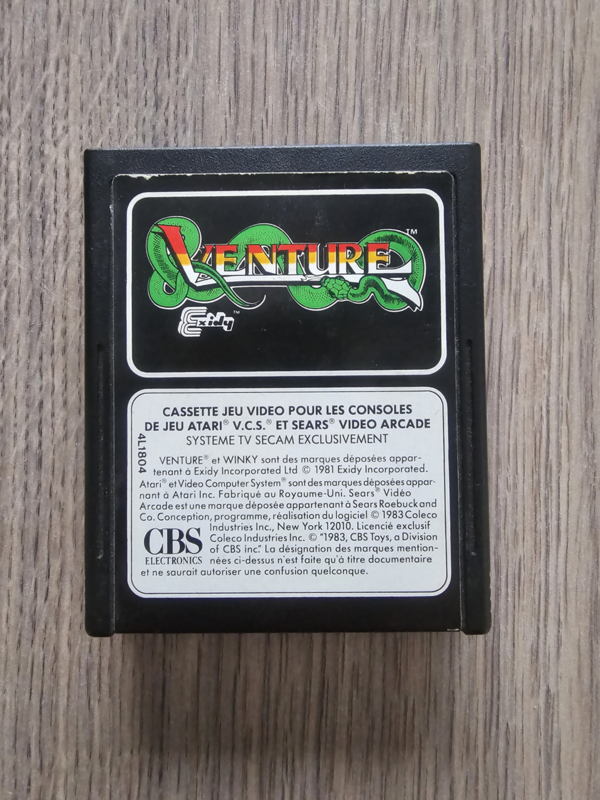 VENTURE™
Exidy™
CASSETTE JEU VIDEO POUR LES CONSOLES
DE JEU ATARI® V.C.S.® ET SEARS® VIDEO ARCADE
SYSTEME TV SECAM EXCLUSIVEMENT
4L1804
VENTURE® et WINKY sont des marques déposées appar-
tenant à Exidy Incorporated Ltd © 1981 Exidy Incorporated.
Atari® et Video Computer System® sont des marques déposées appar-
nant à Atari Inc. Fabriqué au Royaume-Uni. Sears® Vidéo
Arcade est une marque déposée appartenant à Sears Roebuck and
Co. Conception, programme, réalisation du logiciel © 1983 Coleco
Industries Inc., New York 12010. Licencié exclusif
Coleco Industries Inc. © "1983, CBS Toys, a Division
of CBS inc." La désignation des marques mention-
nées ci-dessus n'est faite qu'à titre documentaire
et ne saurait autoriser une confusion quelconque.
CBS
ELECTRONICS